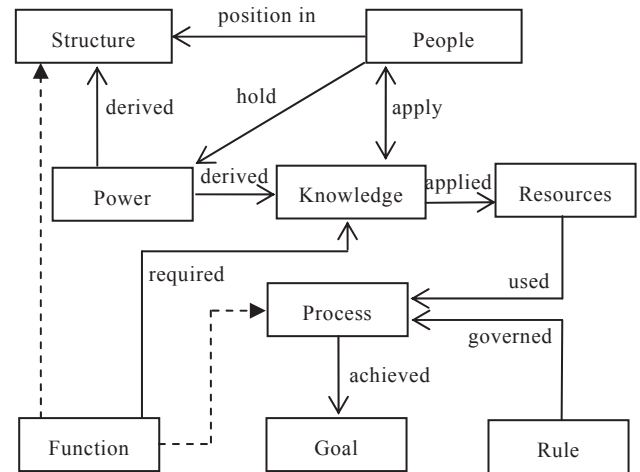 Structure
position in
People
derived
hold
apply
Power
derived
Knowledge
applied
Resources
required
Process
used
governed
achieved
Function
Goal
Rule